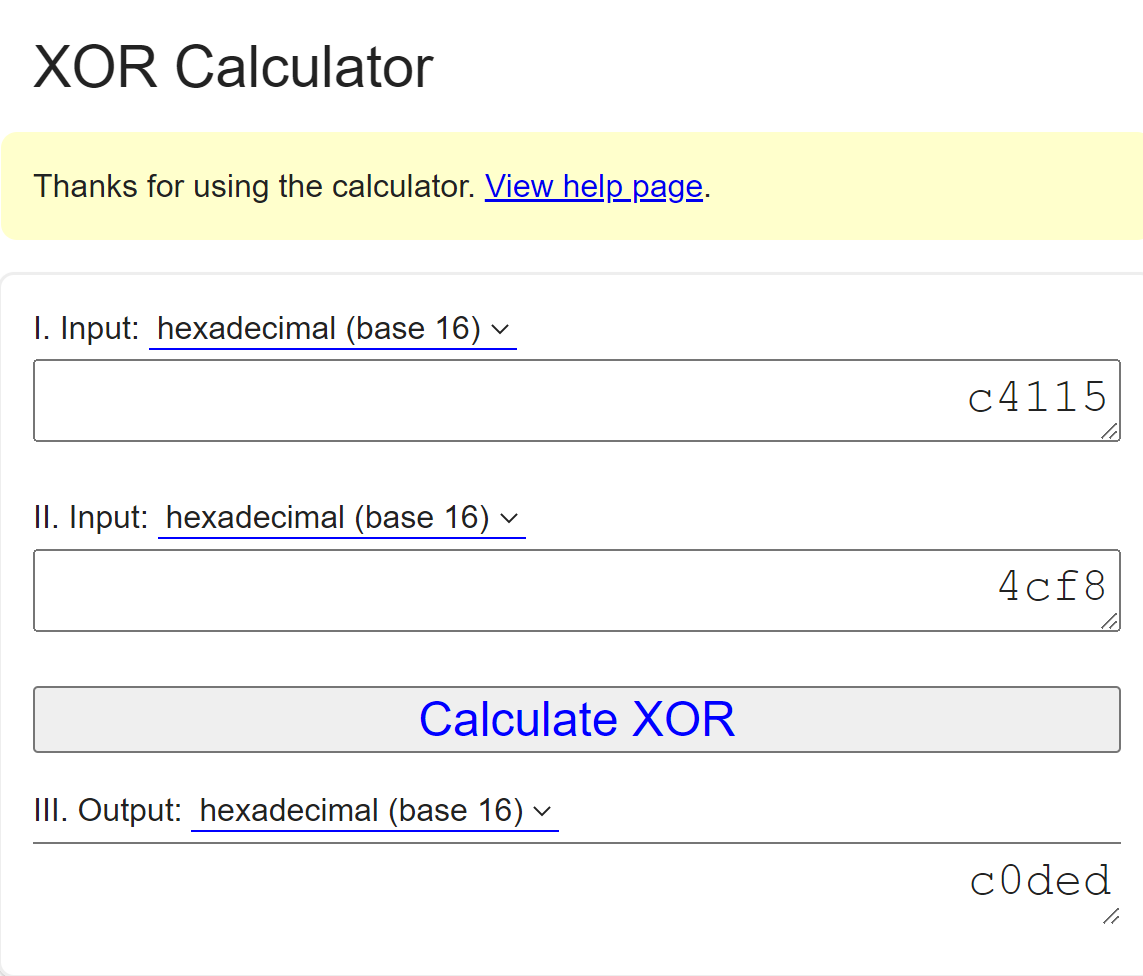 XOR Calculator
Thanks for using the calculator. View help page.
I. Input: hexadecimal (base 16)
c4115
II. Input: hexadecimal (base 16)
4cf8
Calculate XOR
III. Output: hexadecimal (base 16)
c0ded